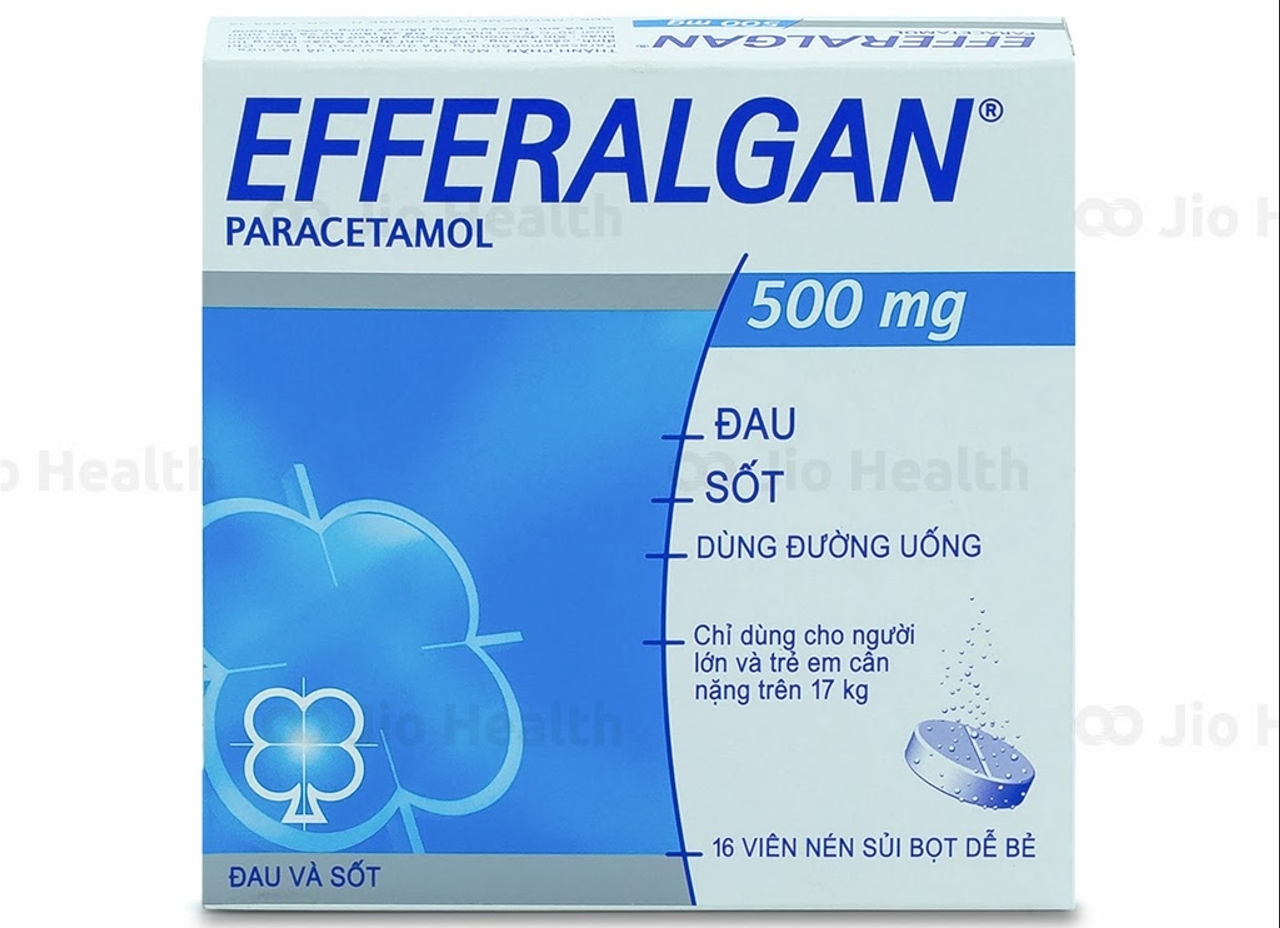 500 mg
EFFERALGAN
PARACETAMOL
EFFERALGAN®
PARACETAMOL
500 mg
ĐAU
SỐT
DÙNG ĐƯỜNG UỐNG
Chỉ dùng cho người
lớn và trẻ em cân
nặng trên 17 kg
16 VIÊN NÉN SỦI BỌT DỄ BẺ
ĐAU VÀ SỐT
Jio Health
Jio H
o Health
Jio Health
Jio Health
Jio H